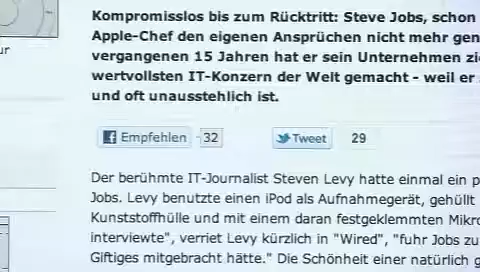 Kompromisslos bis zum Rücktritt: Steve Jobs, schon
Apple-Chef den eigenen Ansprüchen nicht mehr gen
vergangenen 15 Jahren hat er sein Unternehmen zi
wertvollsten IT-Konzern der Welt gemacht - weil er
und oft unausstehlich ist.
ur
Empfehlen 32 Tweet 29
Der berühmte IT-Journalist Steven Levy hatte einmal ein p
Jobs. Levy benutzte einen iPod als Aufnahmegerät, gehüllt
Kunststoffhülle und mit einem daran festgeklemmten Mikro
interviewte", verriet Levy kürzlich in "Wired", "fuhr Jobs zu
Giftiges mitgebracht hätte." Die Schönheit einer natürlich g